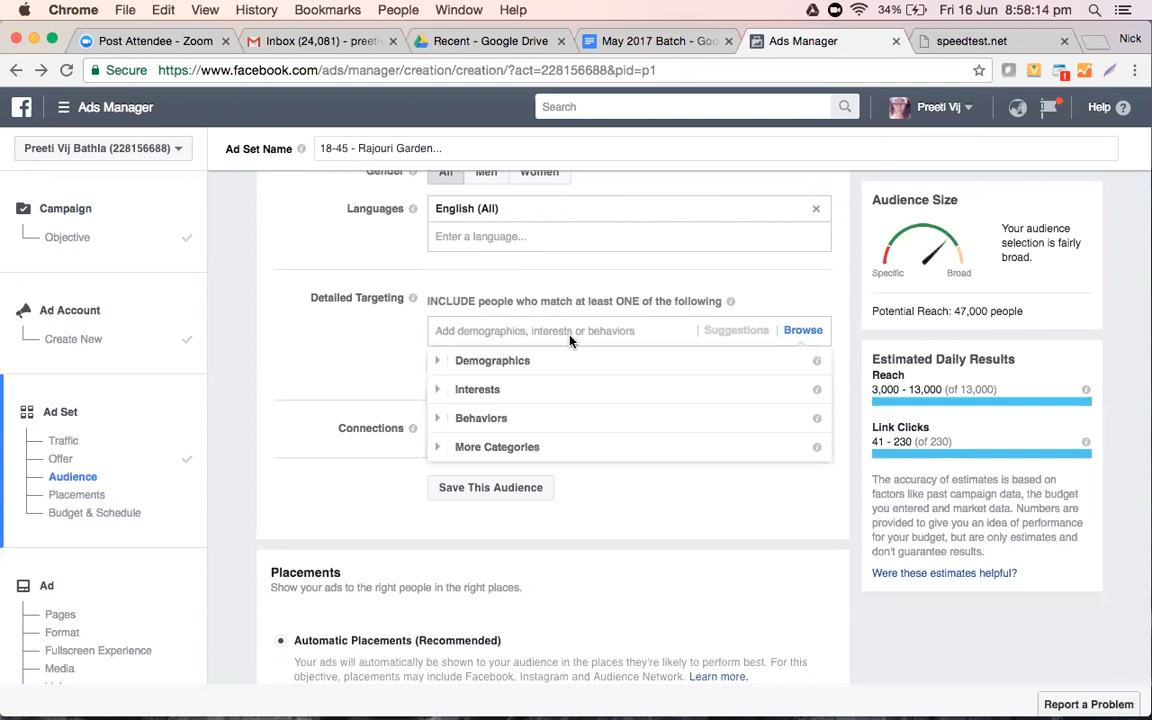 Chrome File Edit View History Bookmarks People Window Help 34% Fri 16 Jun 8:58:14 pm
Post Attendee - Zoom × Inbox (24,081) - preeti × Recent - Google Drive × May 2017 Batch - Goo × Ads Manager × speedtest.net × Nick
Secure https://www.facebook.com/ads/manager/creation/creation/?act=228156688&pid=p1
Ads Manager Search Preeti Vij Help
Preeti Vij Bathla (228156688) Ad Set Name 18-45 - Rajouri Garden...
Gender All Men Women
Campaign
Objective
Ad Account
Create New
Ad Set
Traffic
Offer
Audience
Placements
Budget & Schedule
Ad
Pages
Format
Fullscreen Experience
Media
Languages English (All) ×
Enter a language...
Detailed Targeting INCLUDE people who match at least ONE of the following
Add demographics, interests or behaviors | Suggestions | Browse
Demographics
Interests
Behaviors
More Categories
Connections
Save This Audience
Placements
Show your ads to the right people in the right places.
Automatic Placements (Recommended)
Your ads will automatically be shown to your audience in the places they're likely to perform best. For this
objective, placements may include Facebook, Instagram and Audience Network. Learn more.
Audience Size
Your audience
selection is fairly
broad.
Specific Broad
Potential Reach: 47,000 people
Estimated Daily Results
Reach
3,000 - 13,000 (of 13,000)
Link Clicks
41 - 230 (of 230)
The accuracy of estimates is based on
factors like past campaign data, the budget
you entered and market data. Numbers are
provided to give you an idea of performance
for your budget, but are only estimates and
don't guarantee results.
Were these estimates helpful?
Report a Problem